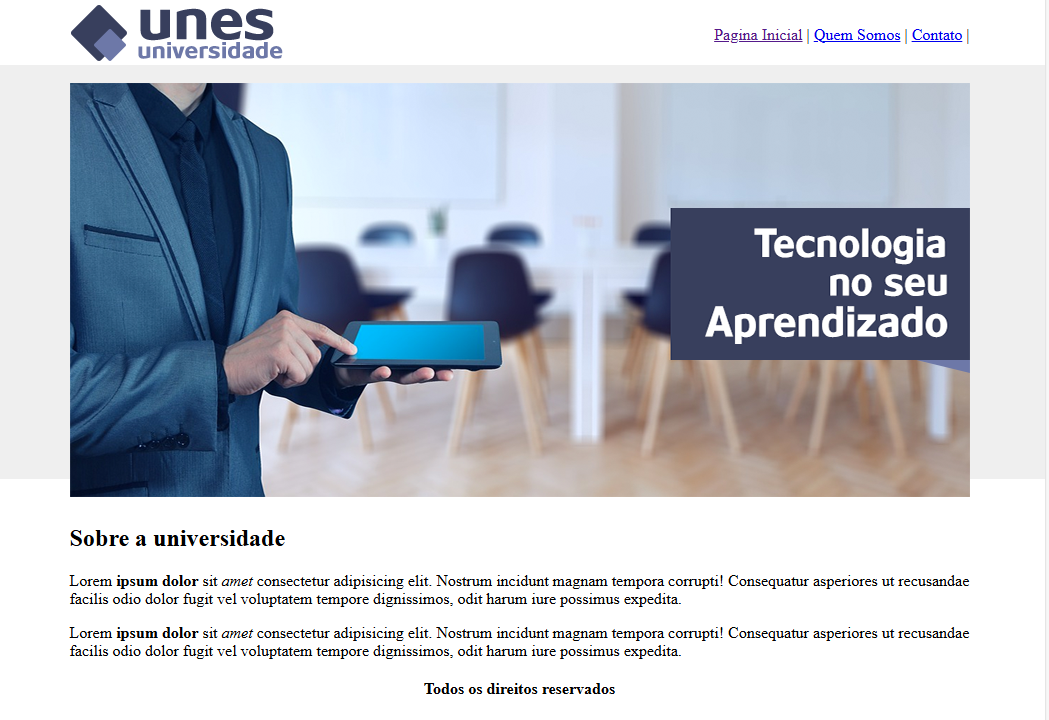 unes
universidade
Pagina Inicial | Quem Somos | Contato |
Tecnologia
no seu
Aprendizado
Sobre a universidade
Lorem ipsum dolor sit amet consectetur adipisicing elit. Nostrum incidunt magnam tempora corrupti! Consequatur asperiores ut recusandae
facilis odio dolor fugit vel voluptatem tempore dignissimos, odit harum iure possimus expedita.
Lorem ipsum dolor sit amet consectetur adipisicing elit. Nostrum incidunt magnam tempora corrupti! Consequatur asperiores ut recusandae
facilis odio dolor fugit vel voluptatem tempore dignissimos, odit harum iure possimus expedita.
Todos os direitos reservados